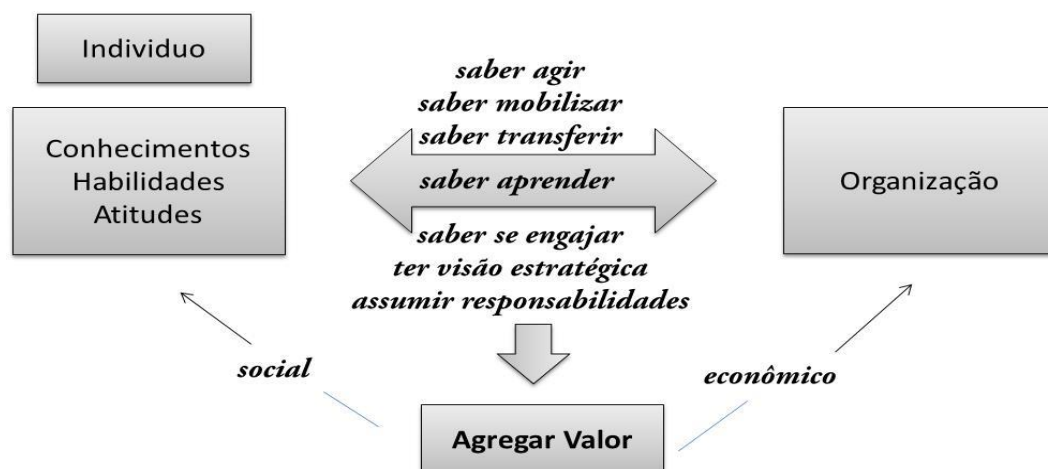 Individuo
Conhecimentos
Habilidades
Atitudes
saber agir
saber mobilizar
saber transferir
saber aprender
saber se engajar
ter visão estratégica
assumir responsabilidades
Organização
social
econômico
Agregar Valor